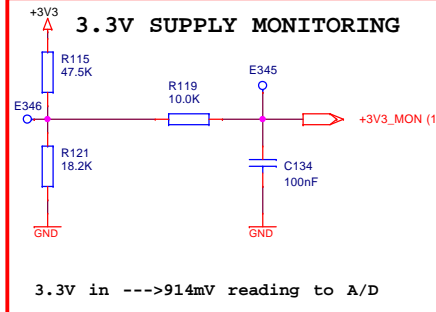 +3V3
3.3V SUPPLY MONITORING
R115
47.5K
E346
R119
10.0K
E345
+3V3_MON (1
R121
18.2K
C134
100nF
GND
GND
3.3V in --->914mV reading to A/D